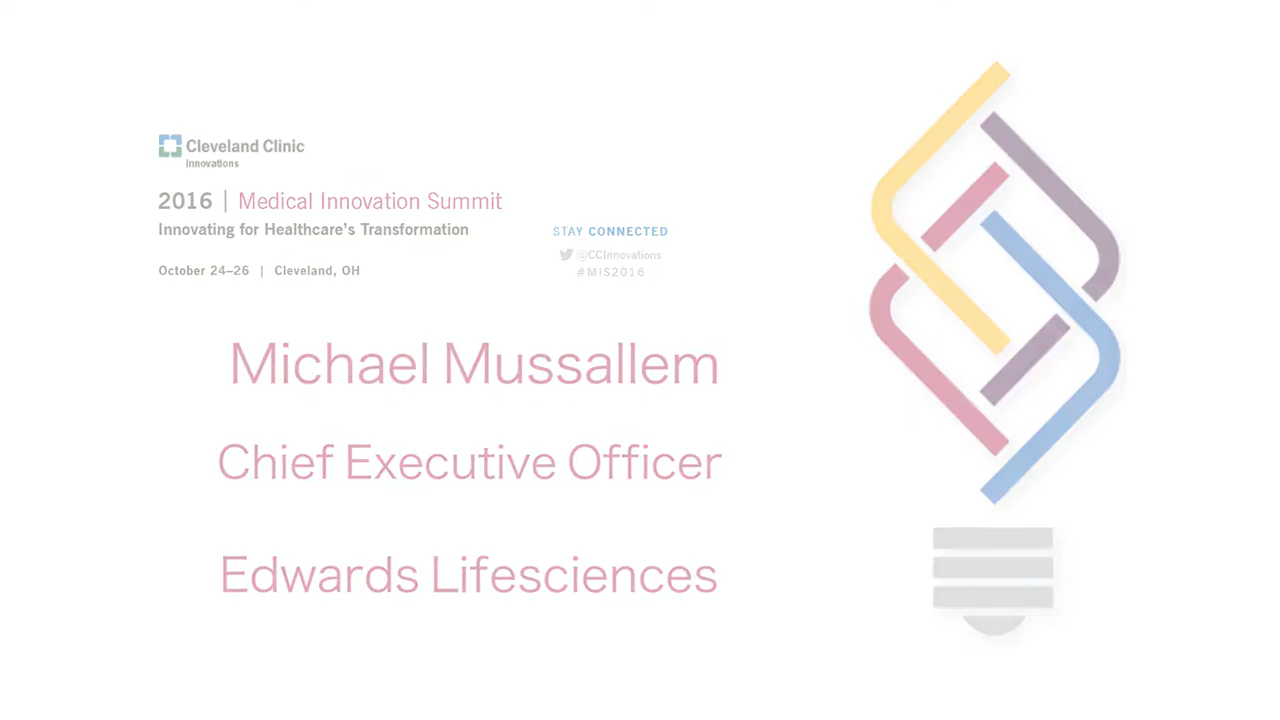 Cleveland Clinic
Innovations
2016 | Medical Innovation Summit
Innovating for Healthcare's Transformation
October 24–26 | Cleveland, OH
STAY CONNECTED
@CCInnovations
#MIS2016
Michael Mussallem
Chief Executive Officer
Edwards Lifesciences